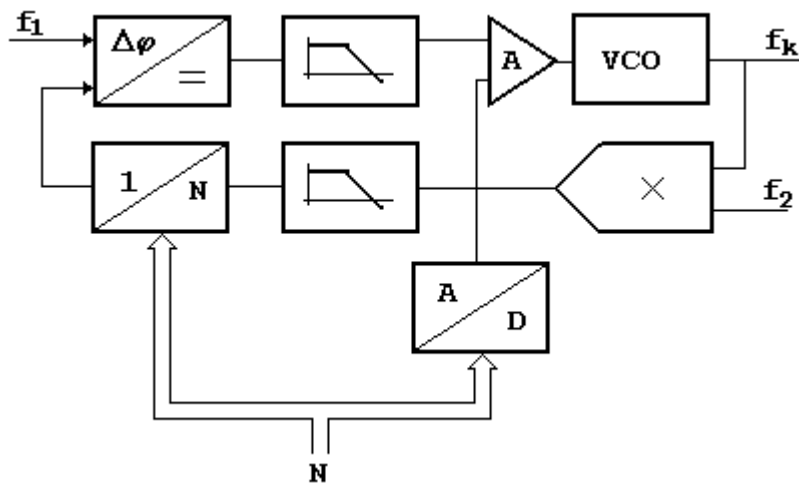 f1
Δφ
=
A
VCO
fk
1
N
×
f2
A
D
N